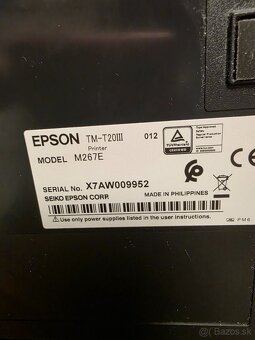 EPSON TM-T20III 012
Printer
MODEL M267E
SERIAL No. X7AW009952
SEIKO EPSON CORP. MADE IN PHILIPPINES
Use only power supplies listed in the user instructions.
bazos.sk